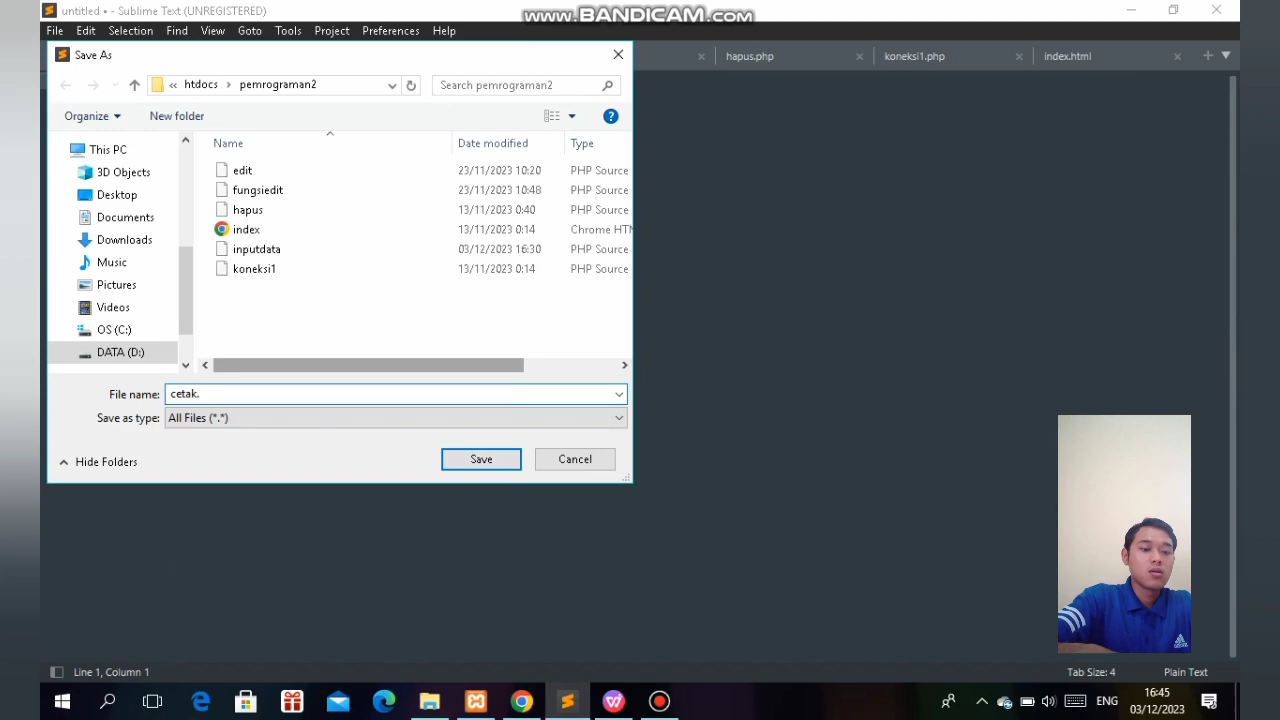 untitled • - Sublime Text (UNREGISTERED)
www.BANDICAM.com
File Edit Selection Find View Goto Tools Project Preferences Help
Save As
hapus.php
koneksi1.php
index.html
« htdocs › pemrograman2
Search pemrograman2
Organize
New folder
Name Date modified Type
This PC
3D Objects
Desktop
Documents
Downloads
Music
Pictures
Videos
OS (C:)
DATA (D:)
edit 23/11/2023 10:20 PHP Source
fungsiedit 23/11/2023 10:48 PHP Source
hapus 13/11/2023 0:40 PHP Source
index 13/11/2023 0:14 Chrome HTN
inputdata 03/12/2023 16:30 PHP Source
koneksi1 13/11/2023 0:14 PHP Source
File name: cetak.
Save as type: All Files (*.*)
Hide Folders
Save
Cancel
Line 1, Column 1
Tab Size: 4
Plain Text
ENG
16:45
03/12/2023